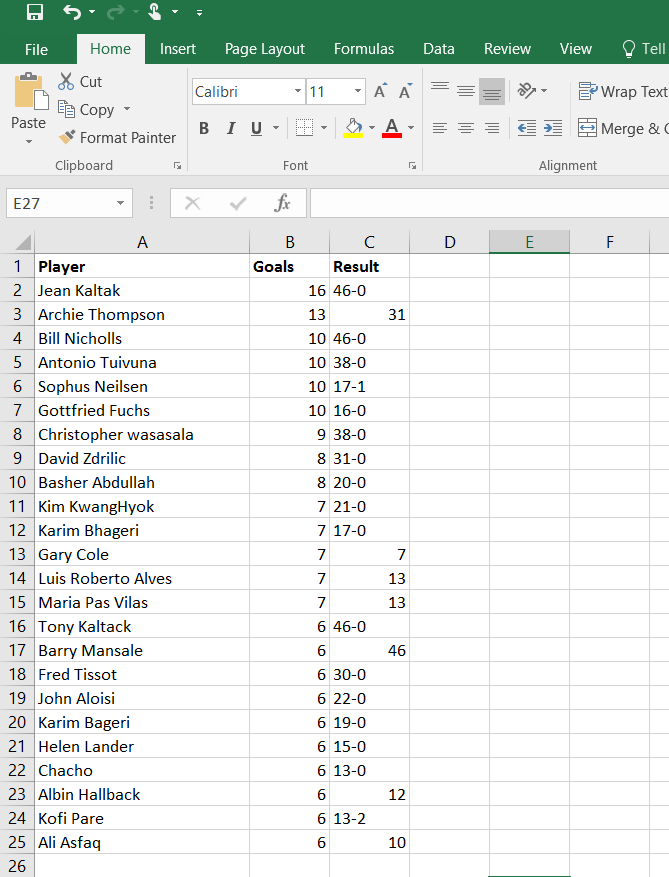 File Home Insert Page Layout Formulas Data Review View Tell
Cut
Calibri 11 A A Wrap Text
Copy
Paste
Format Painter B I U A Merge & C
Clipboard Font Alignment
E27 fx
A B C D E F
1 Player Goals Result
2 Jean Kaltak 16 46-0
3 Archie Thompson 13 31
4 Bill Nicholls 10 46-0
5 Antonio Tuivuna 10 38-0
6 Sophus Neilsen 10 17-1
7 Gottfried Fuchs 10 16-0
8 Christopher wasasala 9 38-0
9 David Zdrilic 8 31-0
10 Basher Abdullah 8 20-0
11 Kim KwangHyok 7 21-0
12 Karim Bhageri 7 17-0
13 Gary Cole 7 7
14 Luis Roberto Alves 7 13
15 Maria Pas Vilas 7 13
16 Tony Kaltack 6 46-0
17 Barry Mansale 6 46
18 Fred Tissot 6 30-0
19 John Aloisi 6 22-0
20 Karim Bageri 6 19-0
21 Helen Lander 6 15-0
22 Chacho 6 13-0
23 Albin Hallback 6 12
24 Kofi Pare 6 13-2
25 Ali Asfaq 6 10
26